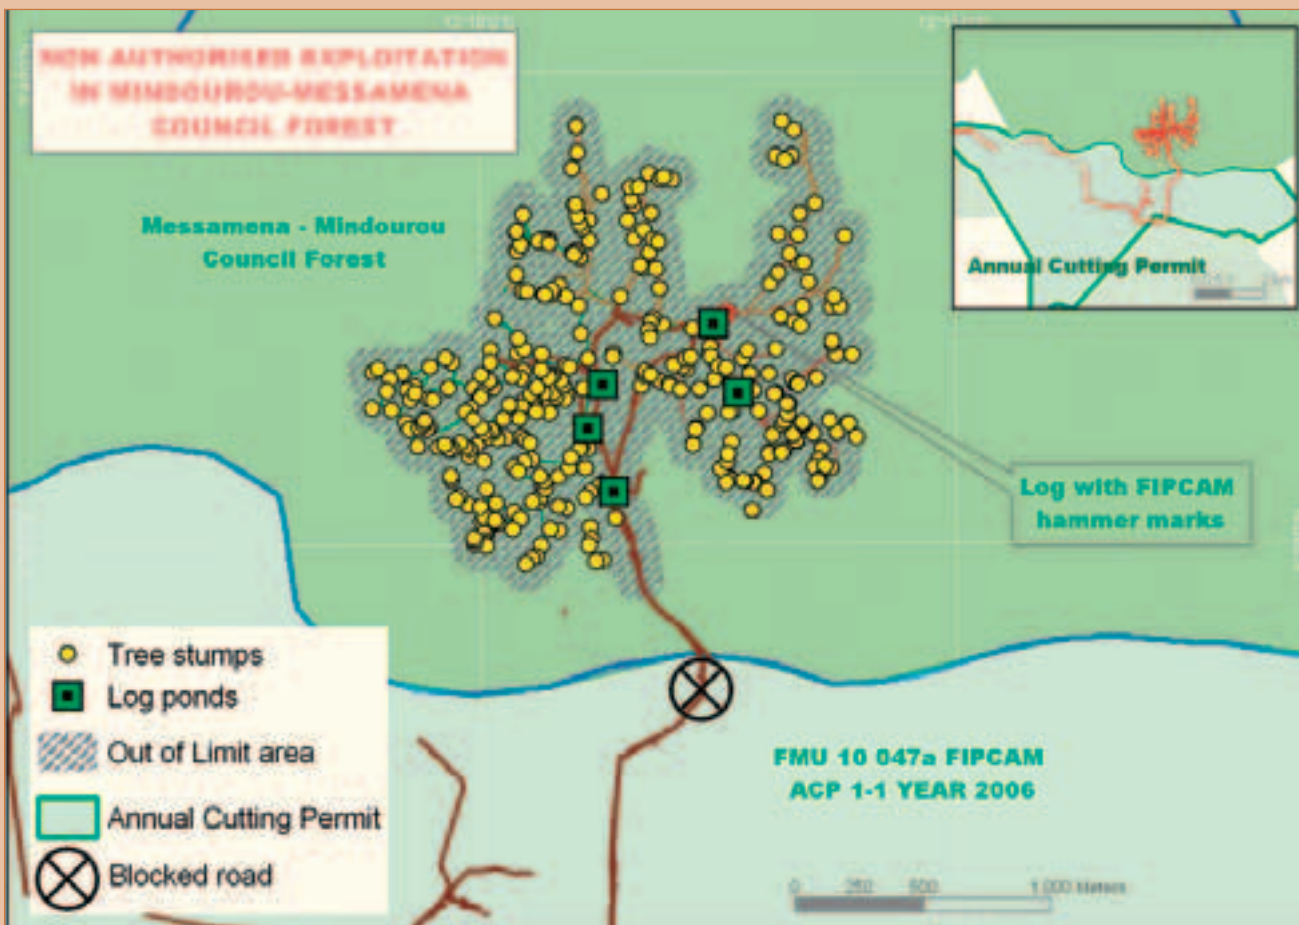 NON AUTHORISED EXPLOITATION
IN MINDOUROU-MESSAMENA
COUNCIL FOREST
Messamena - Mindourou
Council Forest
Annual Cutting Permit
Log with FIPCAM
hammer marks
Tree stumps
Log ponds
Out of Limit area
Annual Cutting Permit
Blocked road
FMU 10 047a FIPCAM
ACP 1-1 YEAR 2006
0 250 500 1 000 Meters